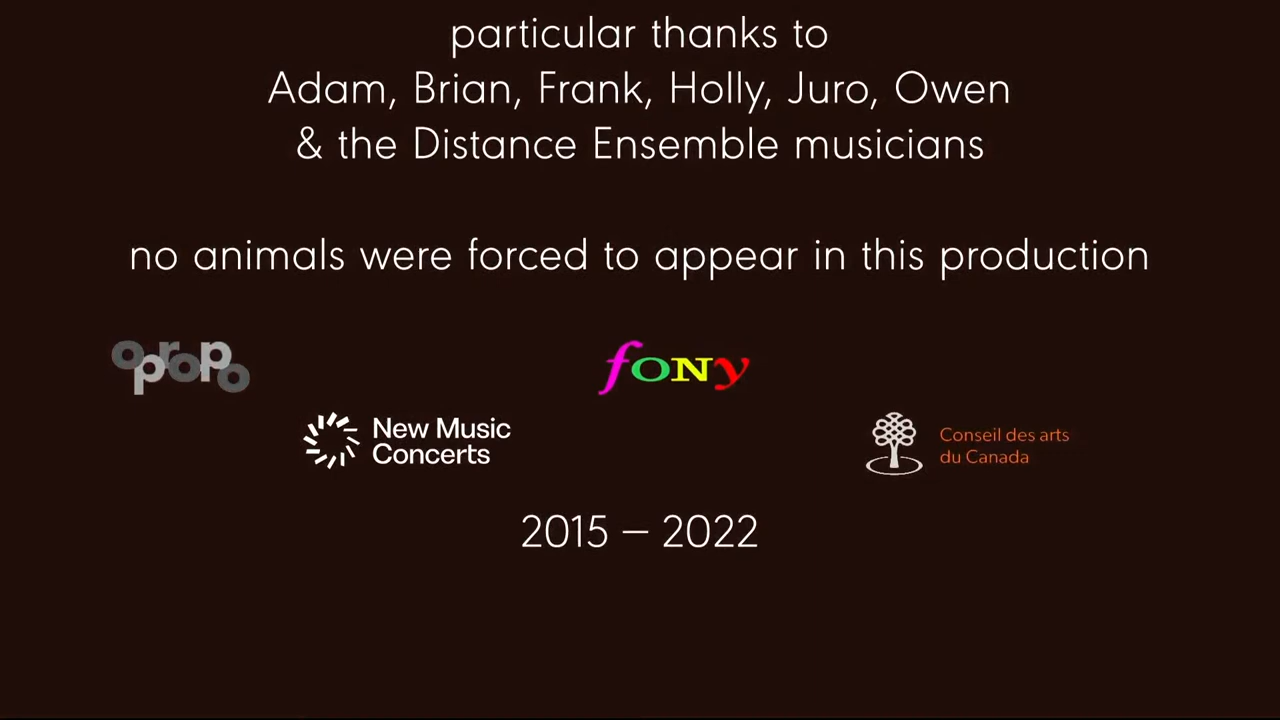 particular thanks to
Adam, Brian, Frank, Holly, Juro, Owen
& the Distance Ensemble musicians
no animals were forced to appear in this production
opropo
fony
New Music
Concerts
Conseil des arts
du Canada
2015 – 2022